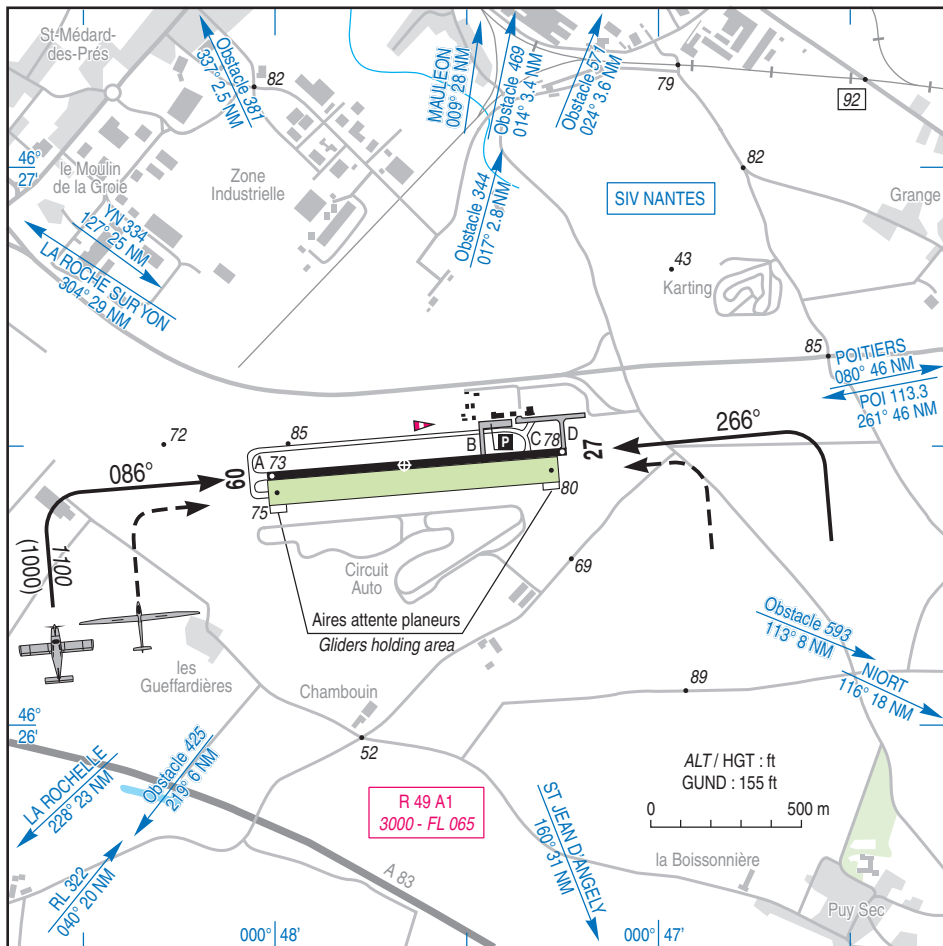 St-Médard-
des-Prés
Obstacle 381
337° 2.5 NM
82
MAULEON
009° 28 NM
Obstacle 469
014° 3.4 NM
Obstacle 571
024° 3.6 NM
79
92
46°
27'
le Moulin
de la Groie
Zone
Industrielle
Obstacle 344
017° 2.8 NM
SIV NANTES
82
Grange
YN 334
127° 25 NM
LA ROCHE SUR YON
304° 29 NM
43
Karting
85
POITIERS
080° 46 NM
POI 113.3
261° 46 NM
72
85
086°
09
A
73
B
P
C
78
D
27
266°
75
80
1100
(1000)
Circuit
Auto
69
Aires attente planeurs
Gliders holding area
Obstacle 593
113° 8 NM
NIORT
116° 18 NM
les
Gueffardières
Chambouin
89
46°
26'
52
LA ROCHELLE
228° 23 NM
Obstacle 425
219° 6 NM
ALT / HGT : ft
GUND : 155 ft
0
500 m
R 49 A1
3000 - FL 065
ST JEAN D'ANGELY
160° 31 NM
la Boissonnière
RL 322
040° 20 NM
A 83
Puy Sec
000° 48'
000° 47'